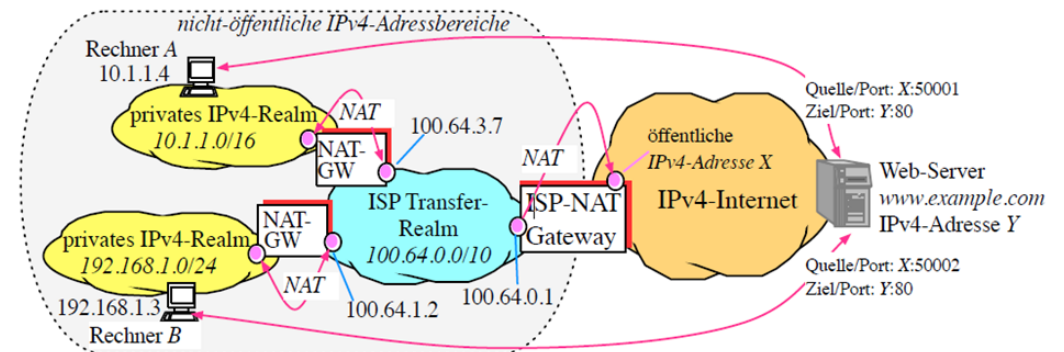 nicht-öffentliche IPv4-Adressbereiche
Rechner A
10.1.1.4
privates IPv4-Realm
10.1.1.0/16
NAT
NAT-
GW
100.64.3.7
Quelle/Port: X:50001
Ziel/Port: Y:80
NAT
öffentliche
IPv4-Adresse X
ISP Transfer-
Realm
100.64.0.0/10
ISP-NAT
Gateway
IPv4-Internet
Web-Server
www.example.com
IPv4-Adresse Y
NAT-
GW
privates IPv4-Realm
192.168.1.0/24
NAT
100.64.1.2
100.64.0.1
Quelle/Port: X:50002
Ziel/Port: Y:80
192.168.1.3
Rechner B